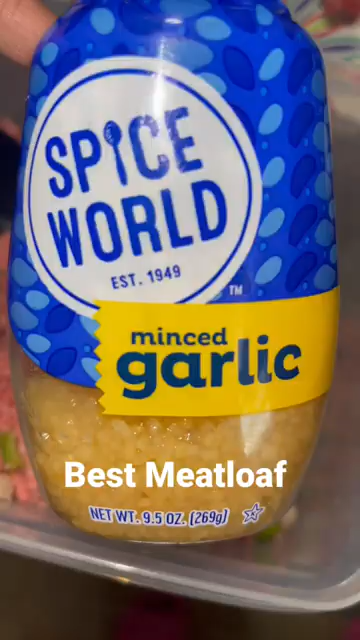 SPICE
WORLD
EST. 1949
TM
minced
garlic
Best Meatloaf
NET WT. 9.5 OZ. (269g)
K